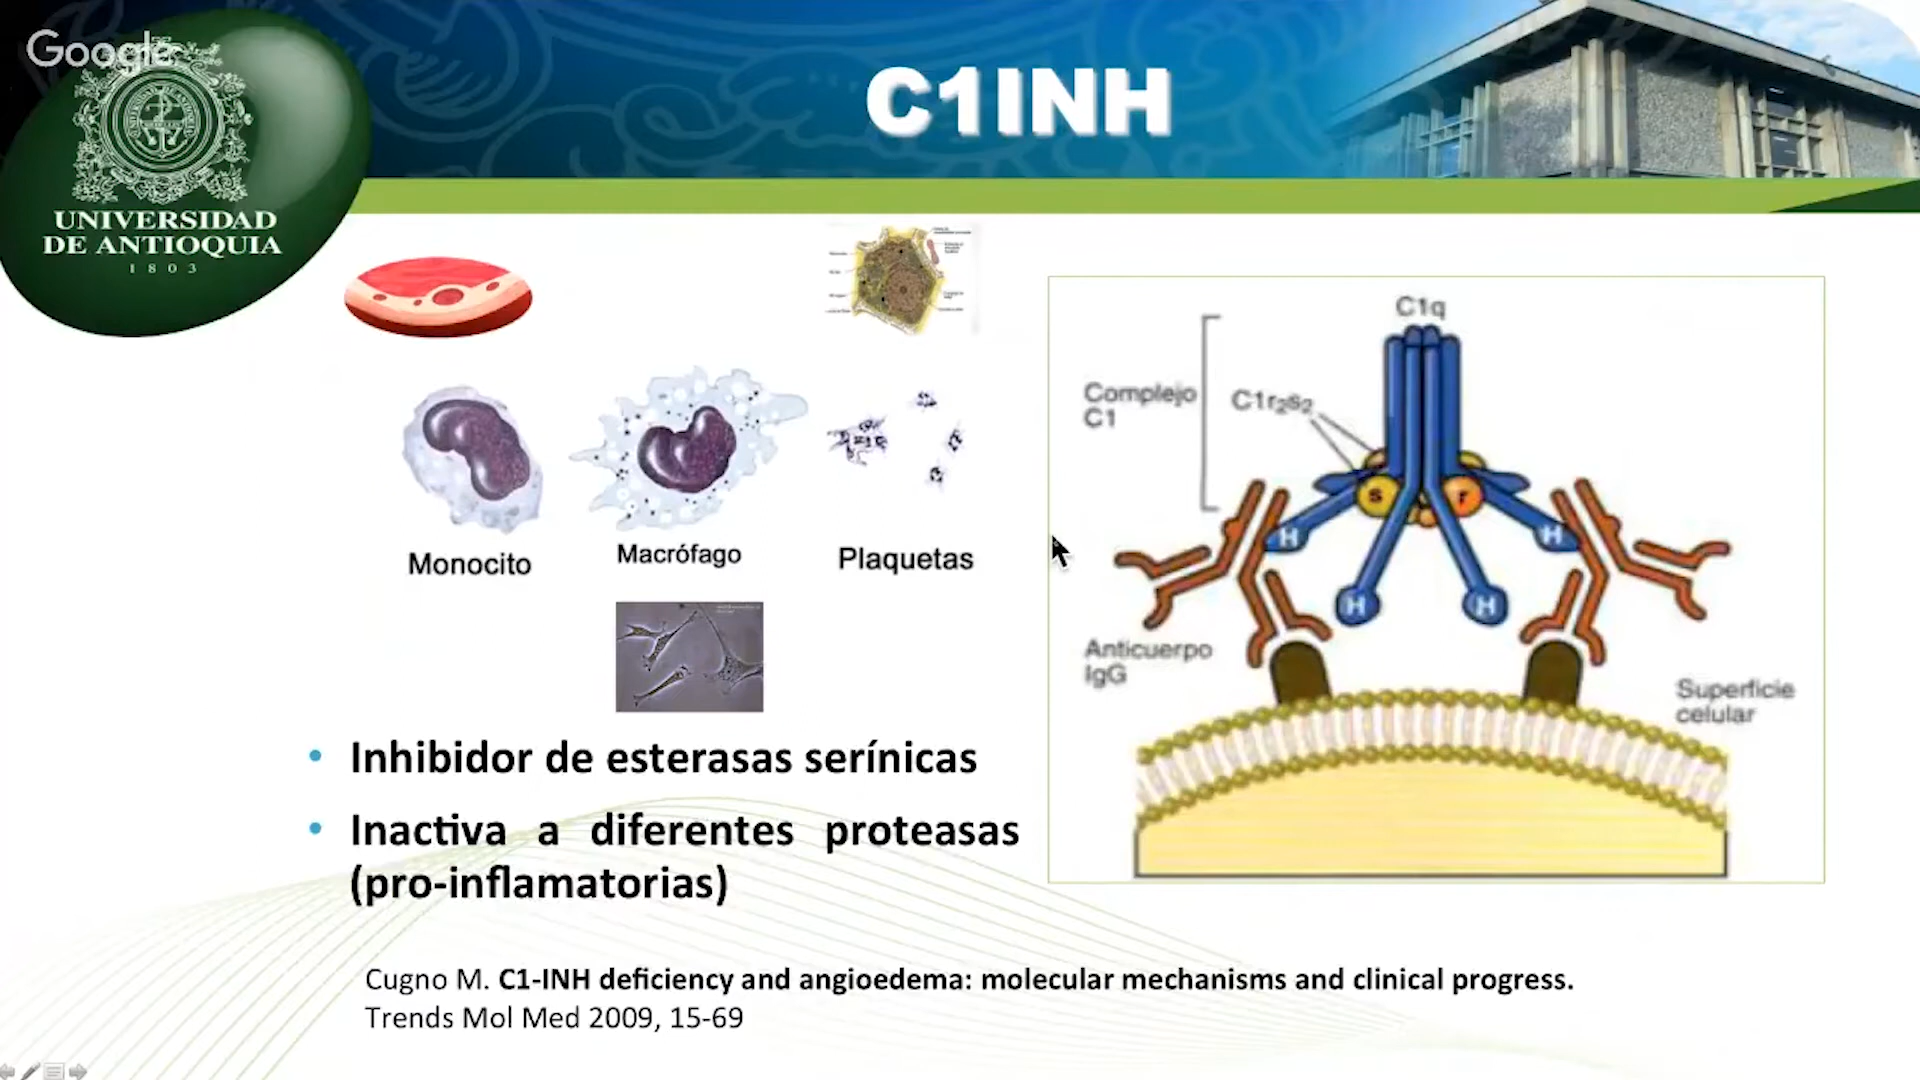 Google
C1INH
UNIVERSIDAD
DE ANTIOQUIA
1803
Monocito
Macrófago
Plaquetas
• Inhibidor de esterasas serínicas
• Inactiva a diferentes proteasas
(pro-inflamatorias)
C1q
Complejo
C1
C1r2s2
s
r
H
H
H
H
Anticuerpo
IgG
Superficie
celular
Cugno M. C1-INH deficiency and angioedema: molecular mechanisms and clinical progress.
Trends Mol Med 2009, 15-69